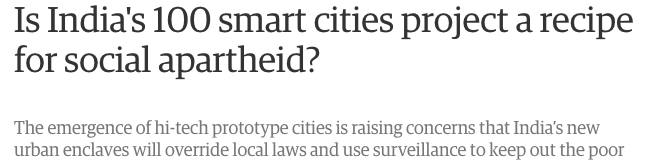 Is India's 100 smart cities project a recipe
for social apartheid?
The emergence of hi-tech prototype cities is raising concerns that India’s new
urban enclaves will override local laws and use surveillance to keep out the poor